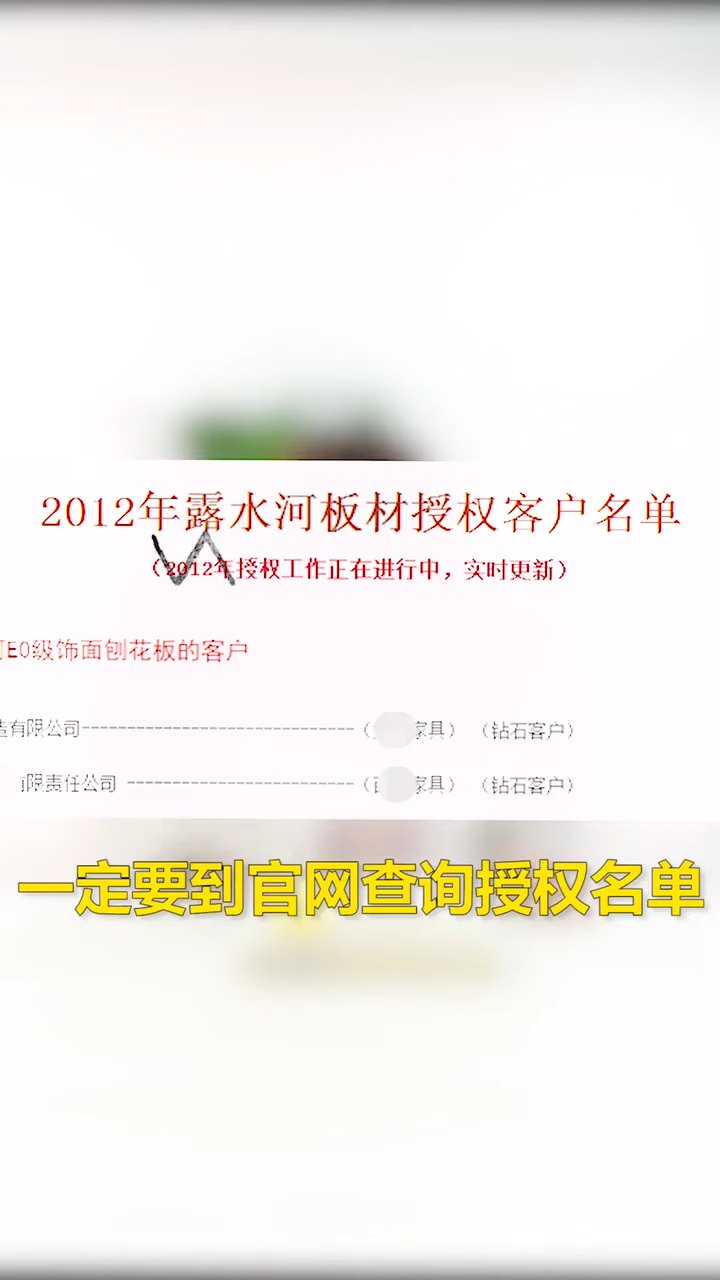 2012年露水河板材授权客户名单
（2012年授权工作正在进行中，实时更新）
E0级饰面刨花板的客户
有限公司------------------------------（家具）（钻石客户）
限责任公司 -------------------------（家具）（钻石客户）
一定要到官网查询授权名单